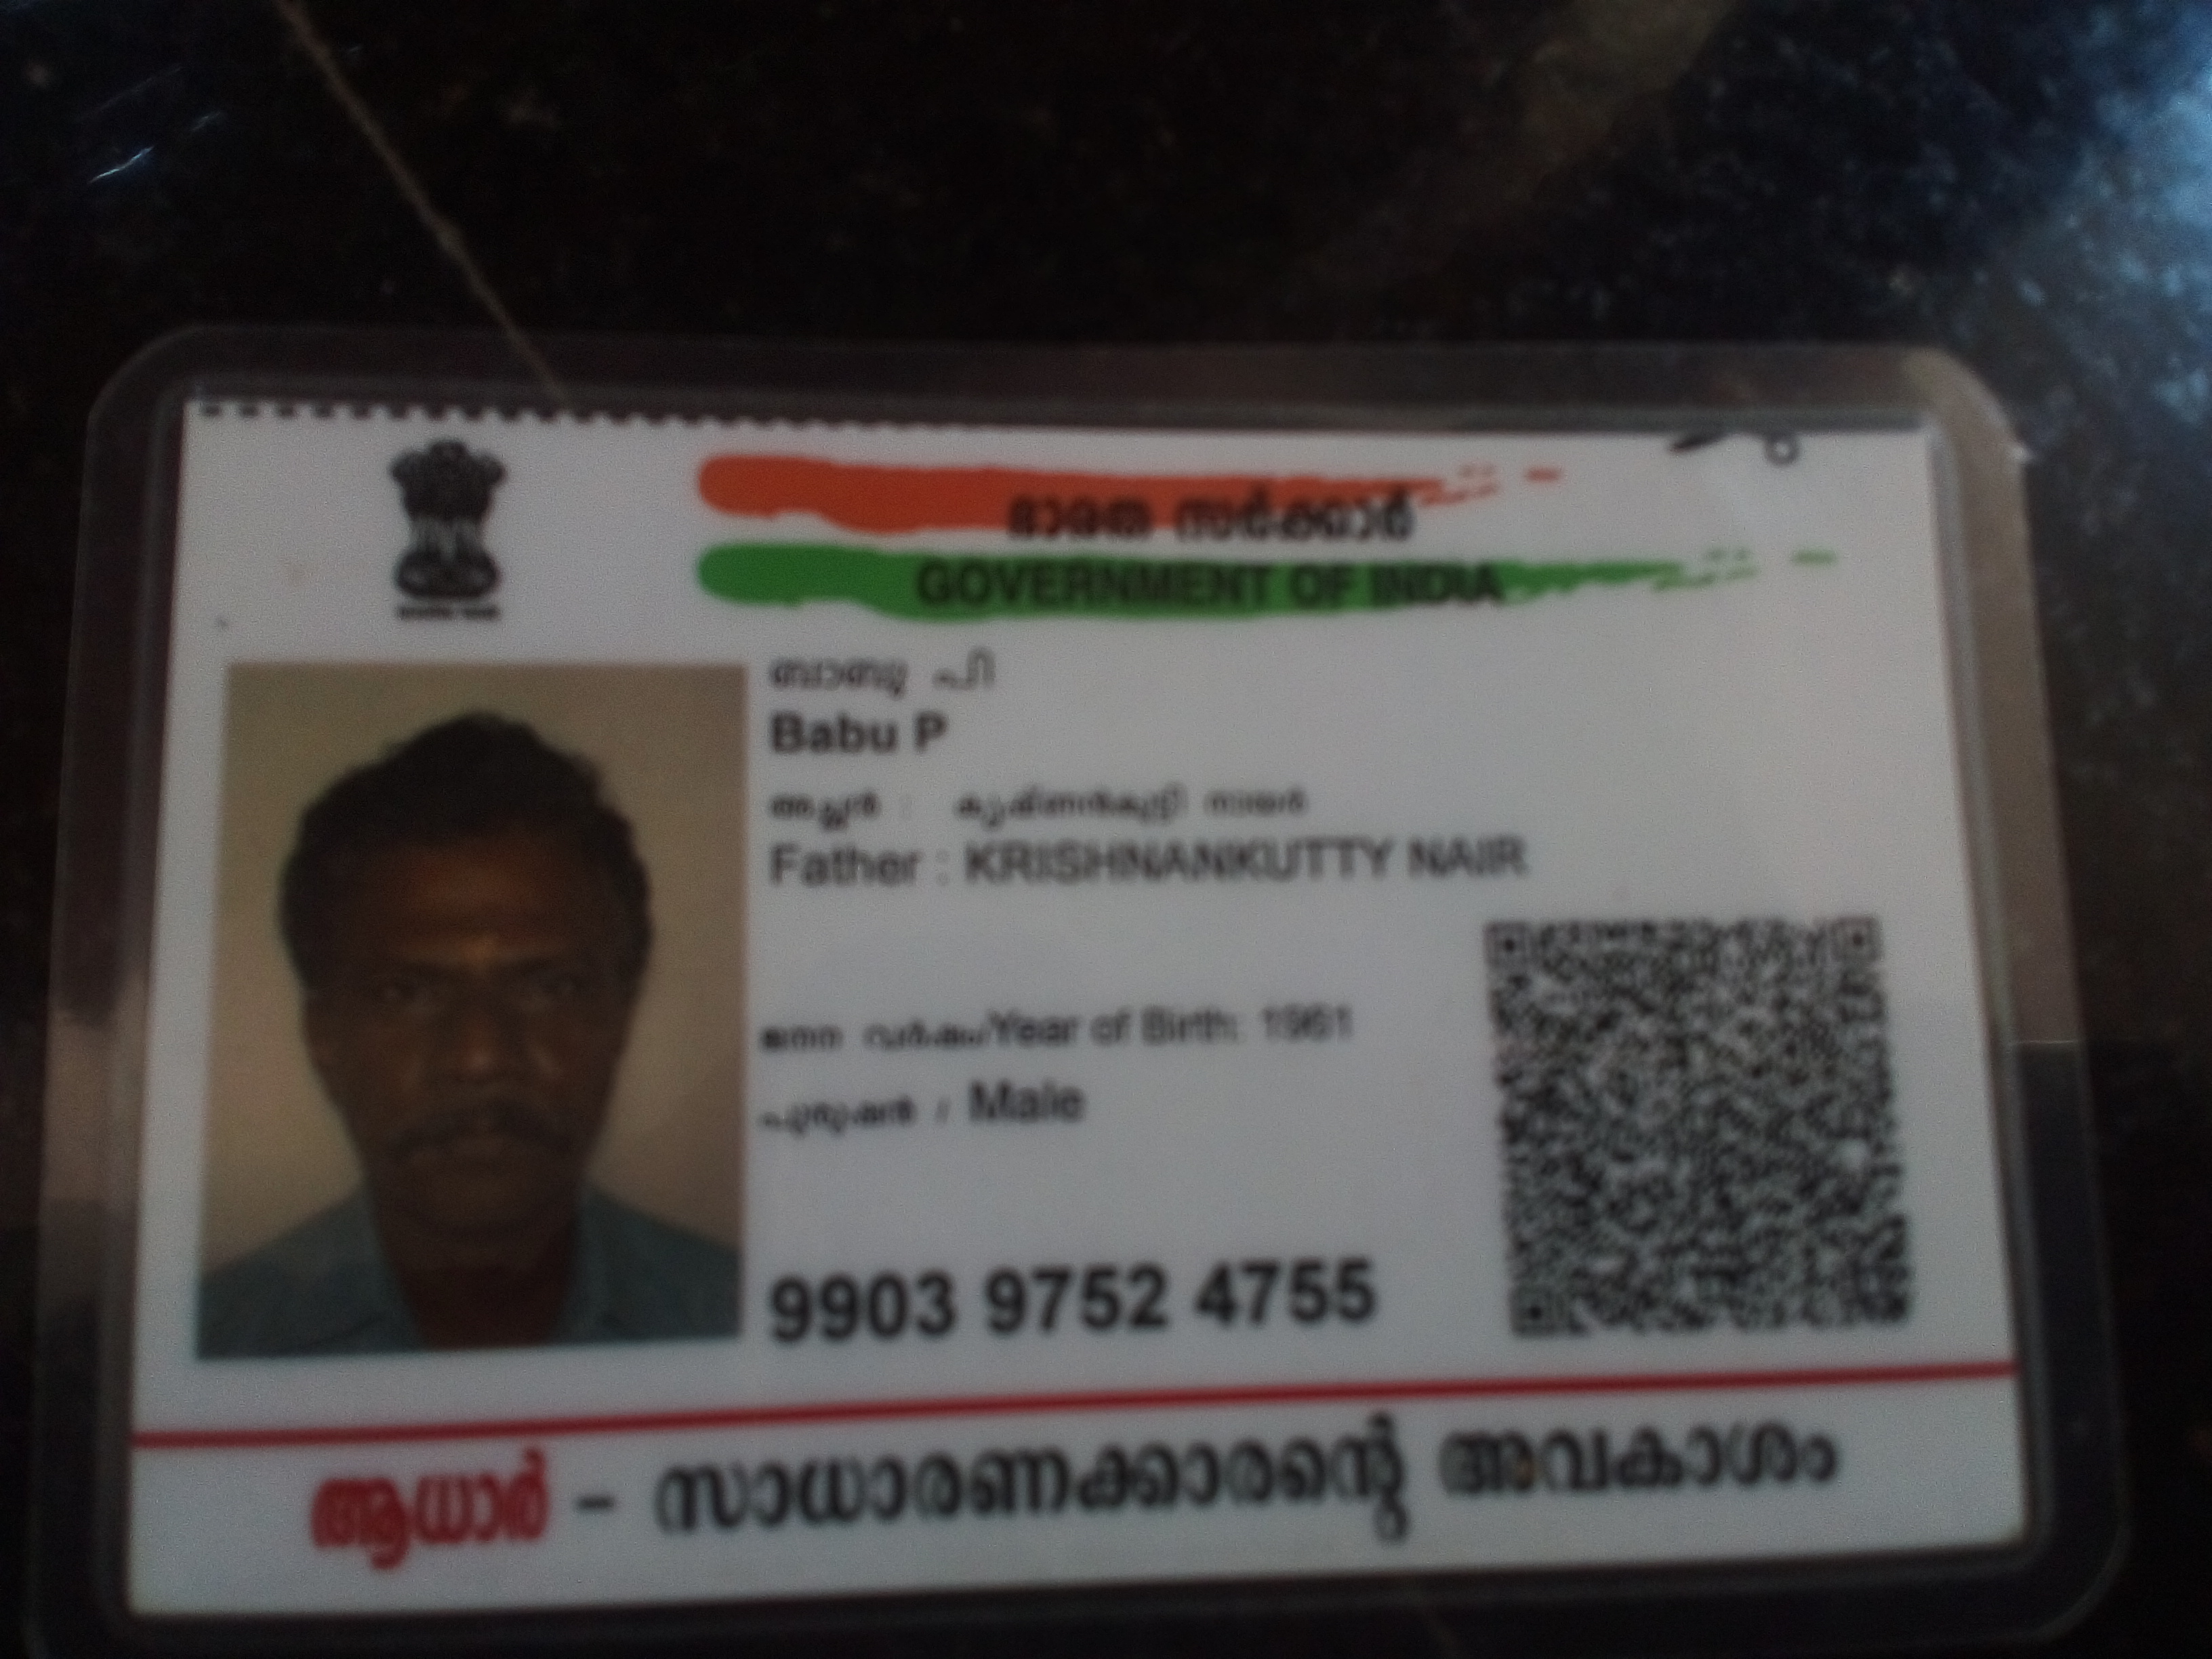 ഭാരത സർക്കാർ
GOVERNMENT OF INDIA
ബാബു പി
Babu P
അച്ഛൻ : കൃഷ്ണൻകുട്ടി നായർ
Father : KRISHNANKUTTY NAIR
ജനന വർഷം/Year of Birth: 1961
പുരുഷൻ / Male
9903 9752 4755
ആധാർ – സാധാരണക്കാരന്റെ അവകാശം